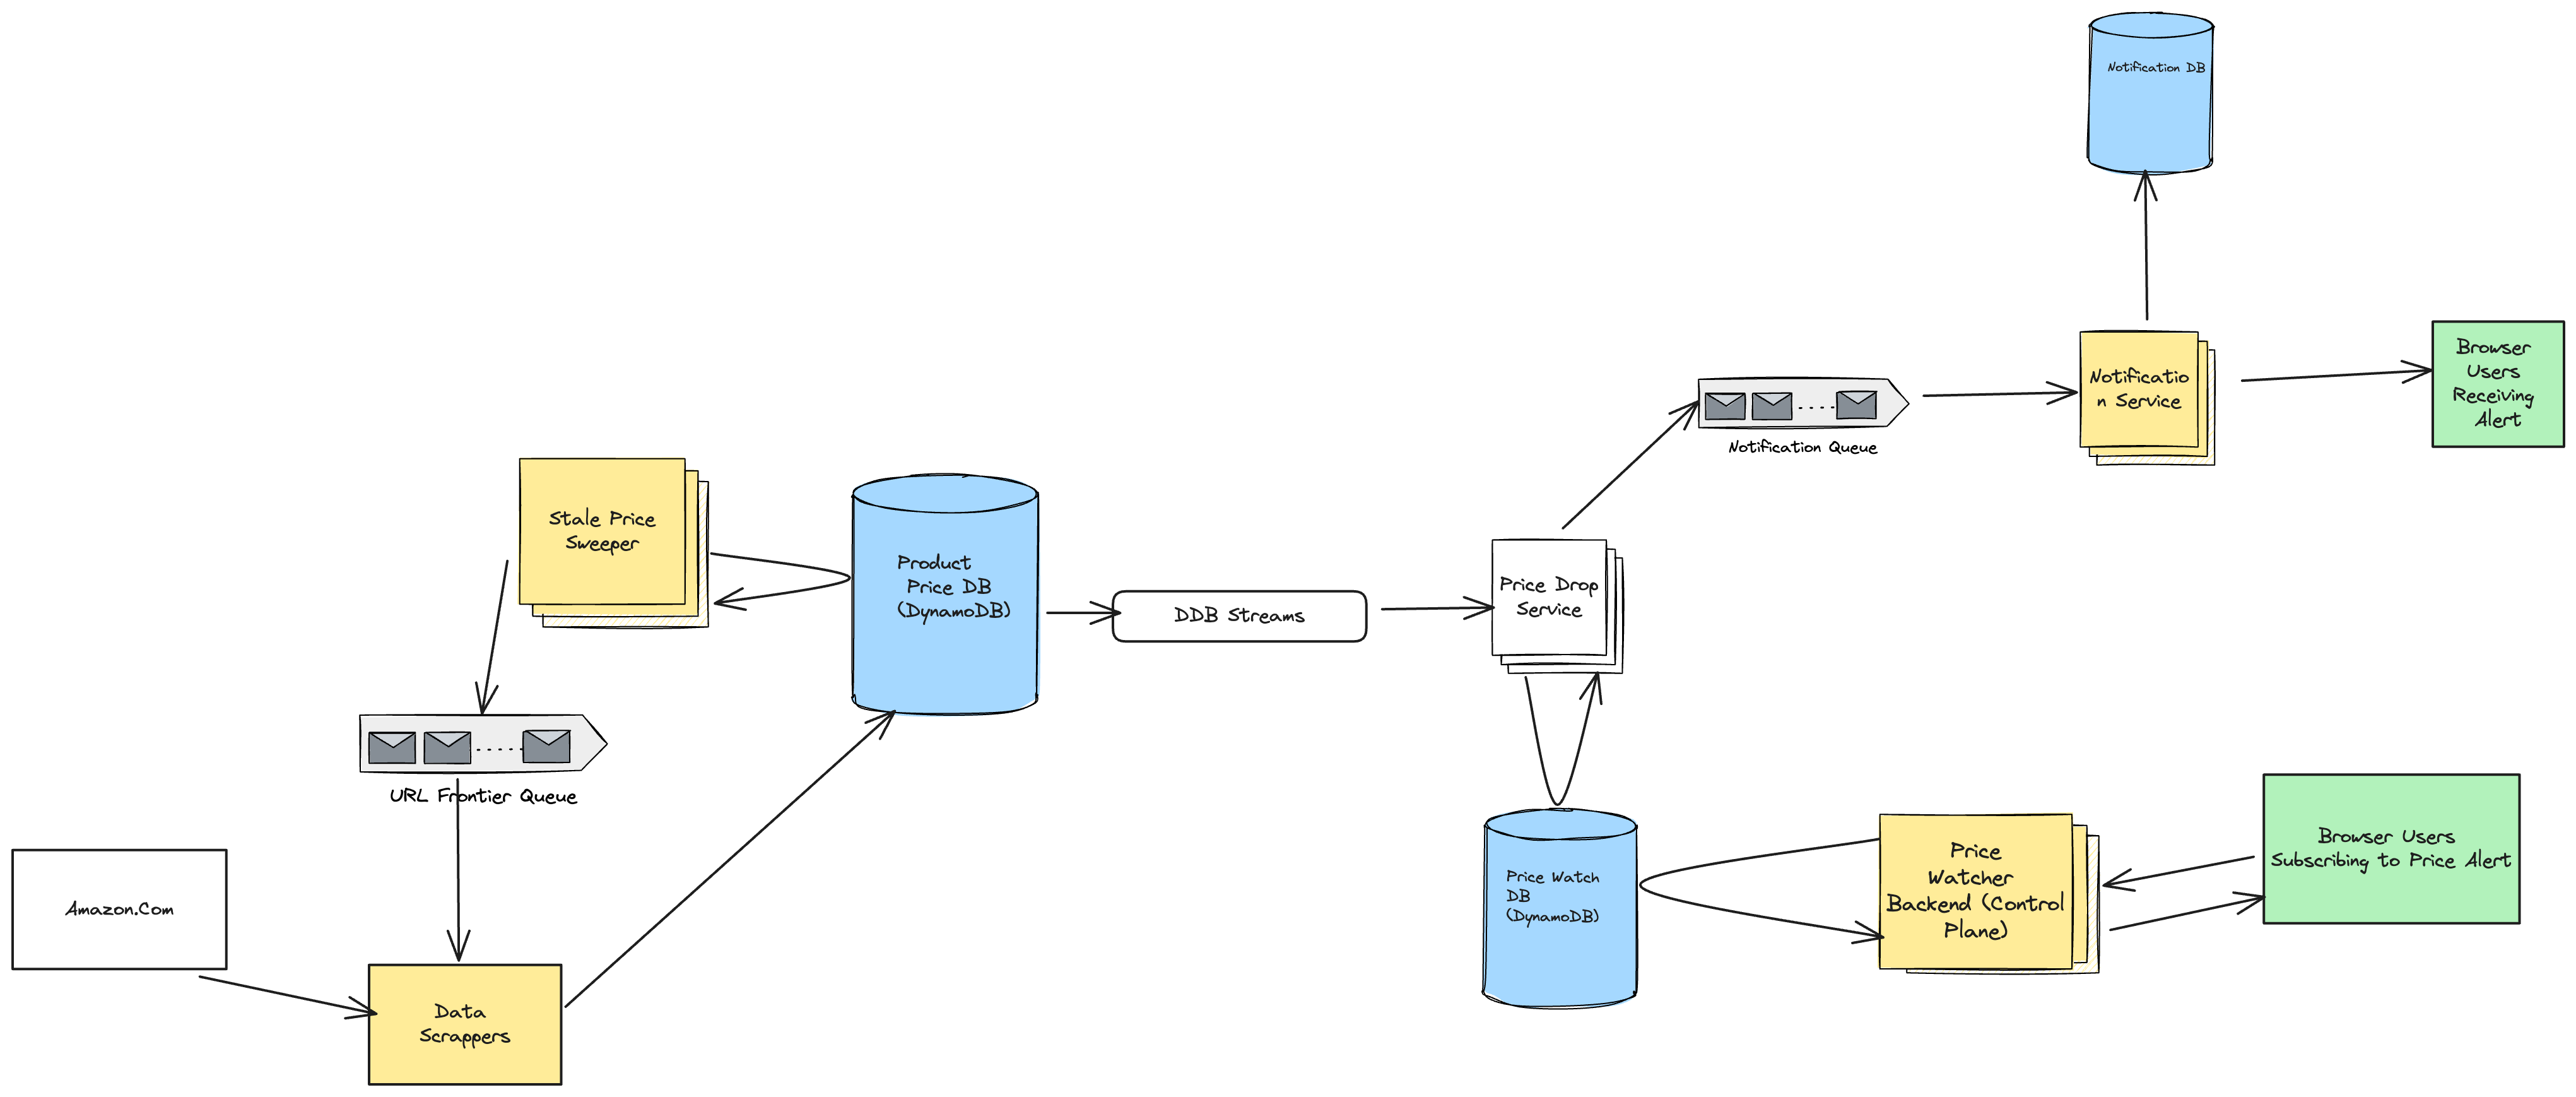 Notification DB
Browser
Users
Receiving
Alert
Notificatio
n Service
Notification Queue
Stale Price
Sweeper
Product
Price DB
(DynamoDB)
DDB Streams
Price Drop
Service
URL Frontier Queue
Amazon.Com
Data
Scrappers
Price Watch
DB
(DynamoDB)
Price
Watcher
Backend (Control
Plane)
Browser Users
Subscribing to Price Alert